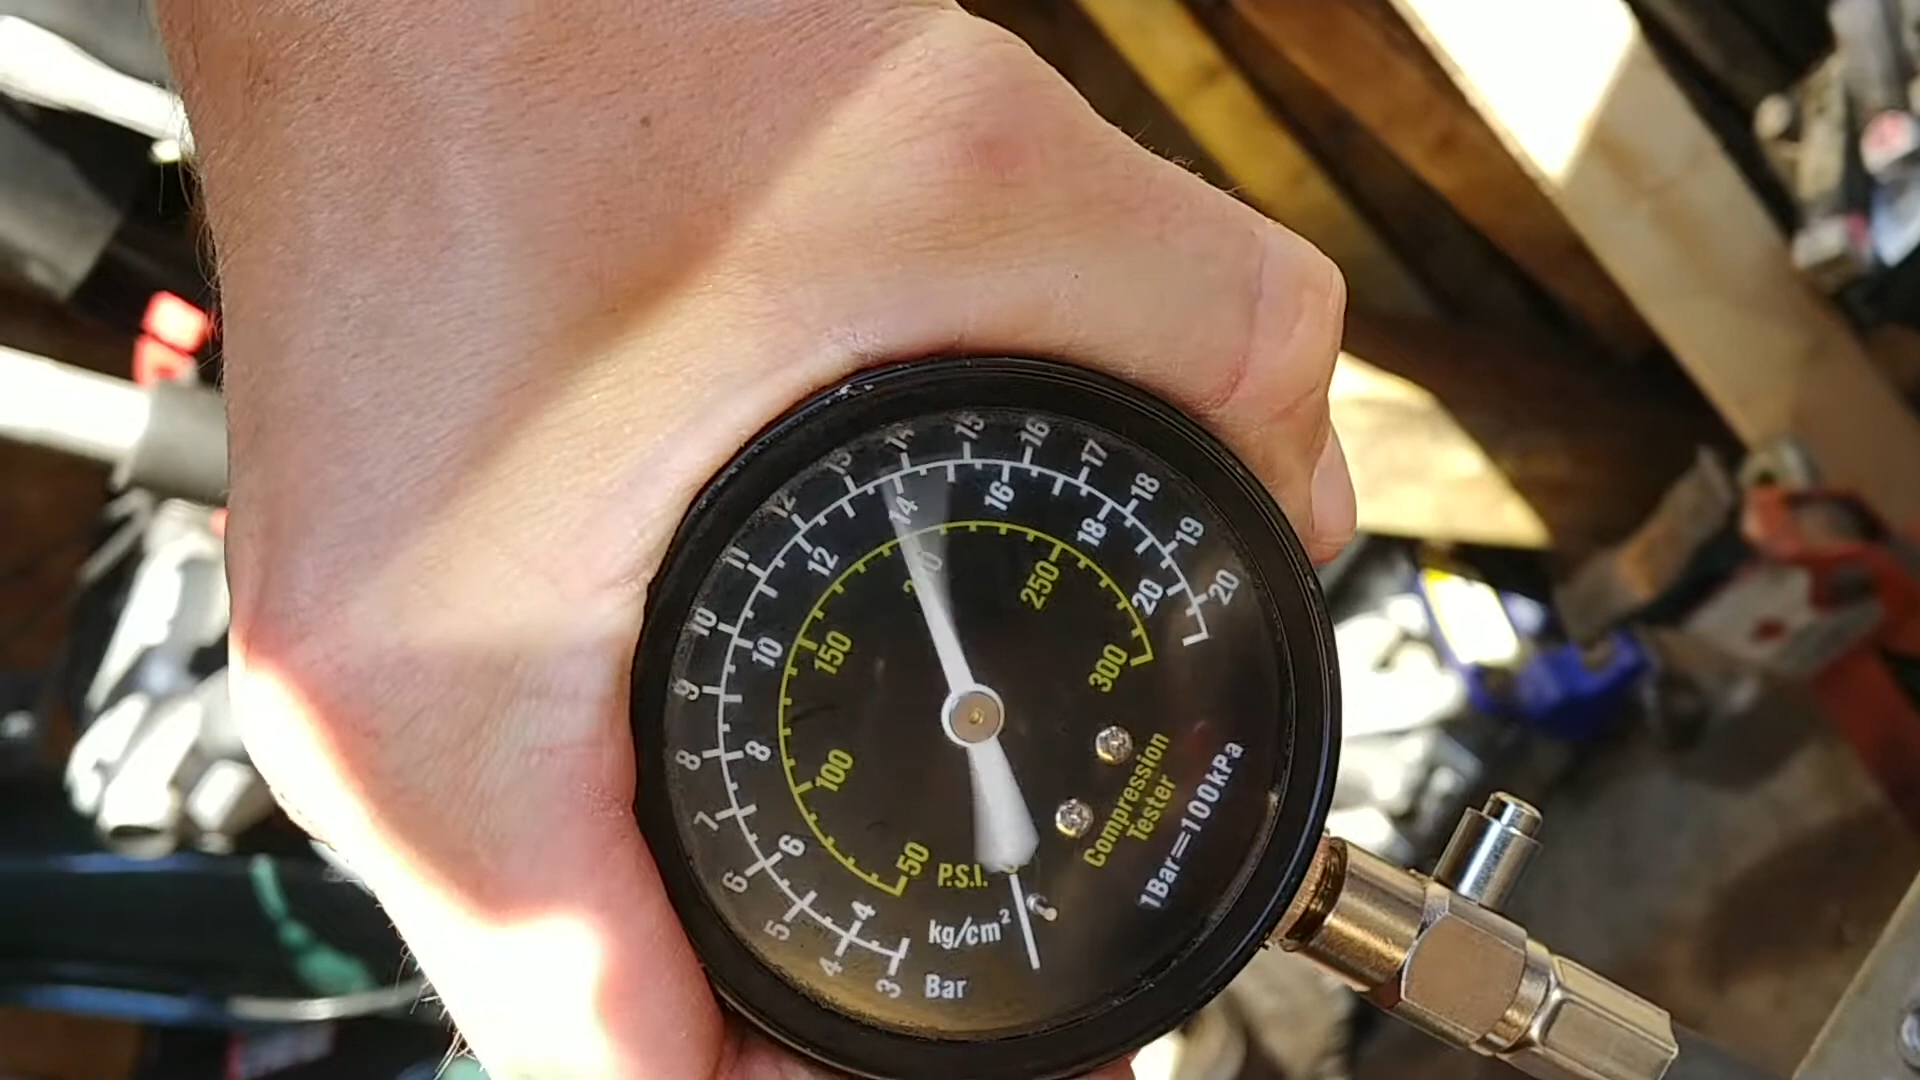 3 4 5 6 7 8 9 10 11 12 13 14 15 16 17 18 19 20
Bar
4 6 8 10 12 14 16 18 20
kg/cm²
50 100 150 200 250 300
P.S.I.
Compression
Tester
1Bar=100kPa